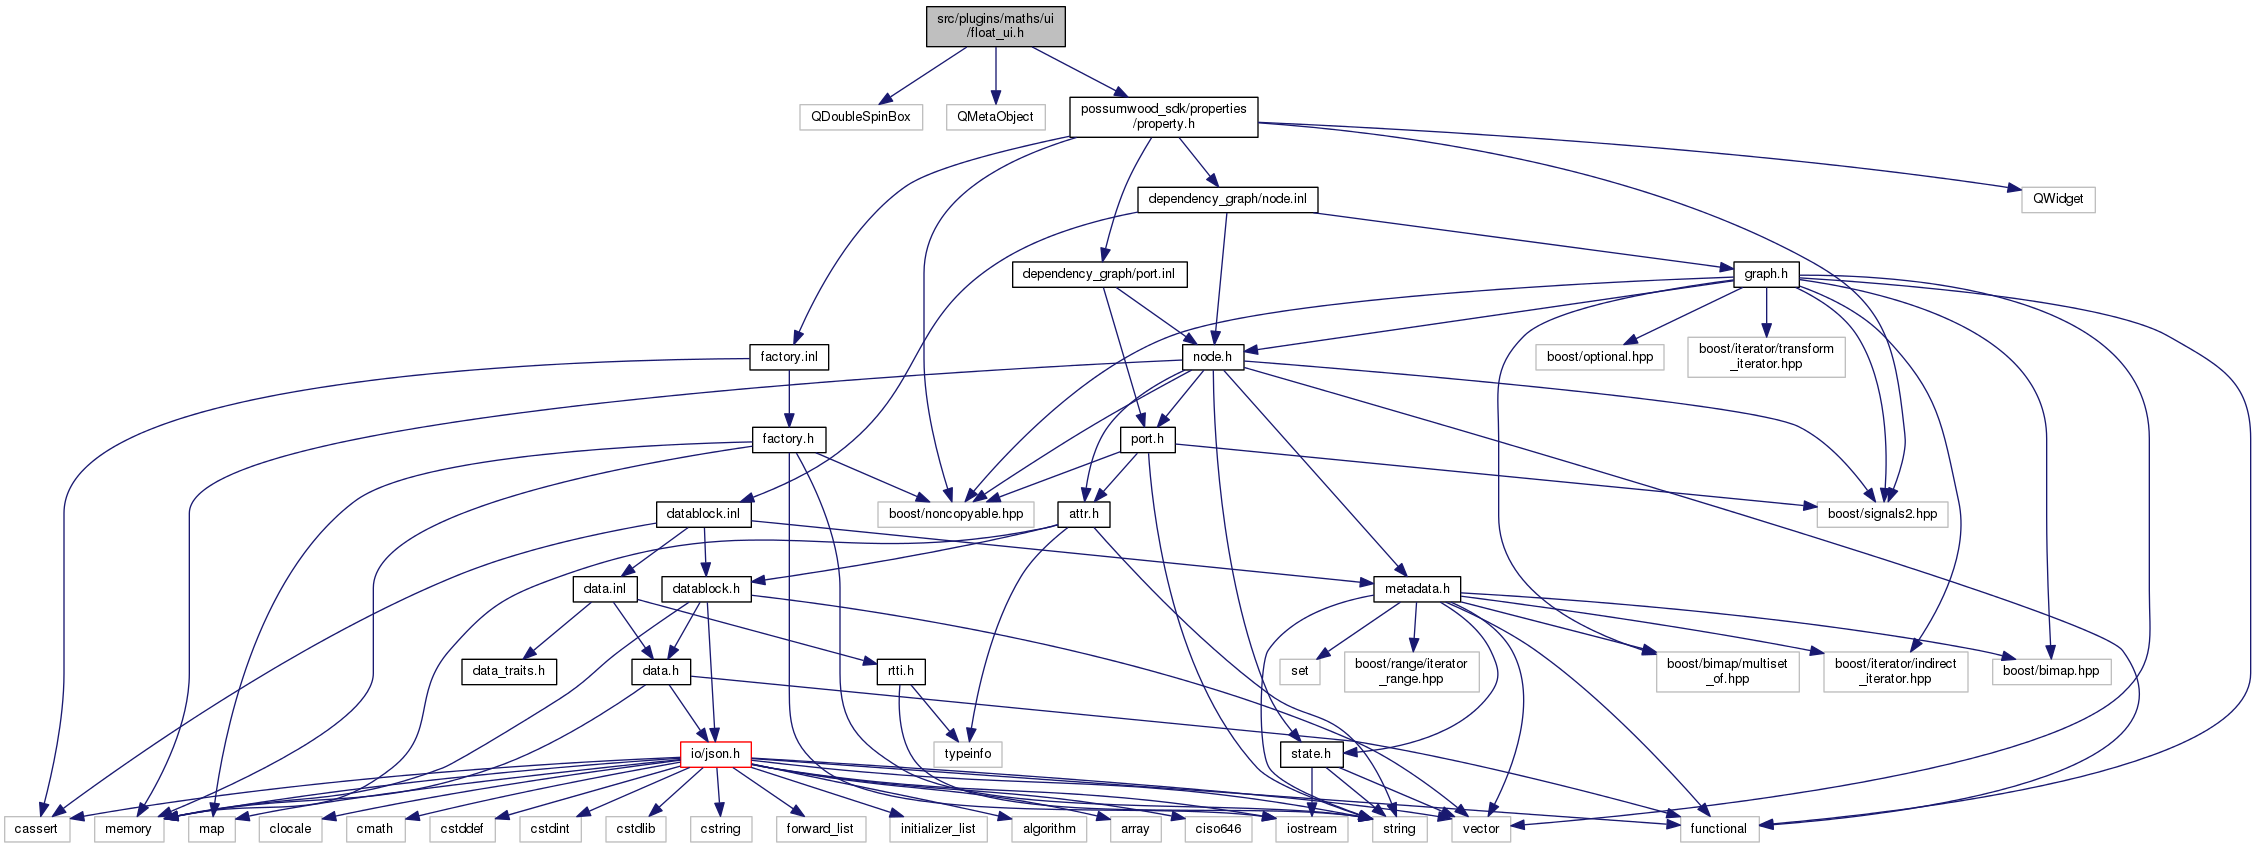 src/plugins/maths/ui
/float_ui.h
QDoubleSpinBox
QMetaObject
possumwood_sdk/properties
/property.h
dependency_graph/node.inl
QWidget
dependency_graph/port.inl
graph.h
factory.inl
node.h
boost/optional.hpp
boost/iterator/transform
_iterator.hpp
factory.h
port.h
datablock.inl
boost/noncopyable.hpp
attr.h
boost/signals2.hpp
data.inl
datablock.h
metadata.h
data_traits.h
data.h
rtti.h
set
boost/range/iterator
_range.hpp
boost/bimap/multiset
_of.hpp
boost/iterator/indirect
_iterator.hpp
boost/bimap.hpp
io/json.h
typeinfo
state.h
cassert
memory
map
clocale
cmath
cstddef
cstdint
cstdlib
cstring
forward_list
initializer_list
algorithm
array
ciso646
iostream
string
vector
functional